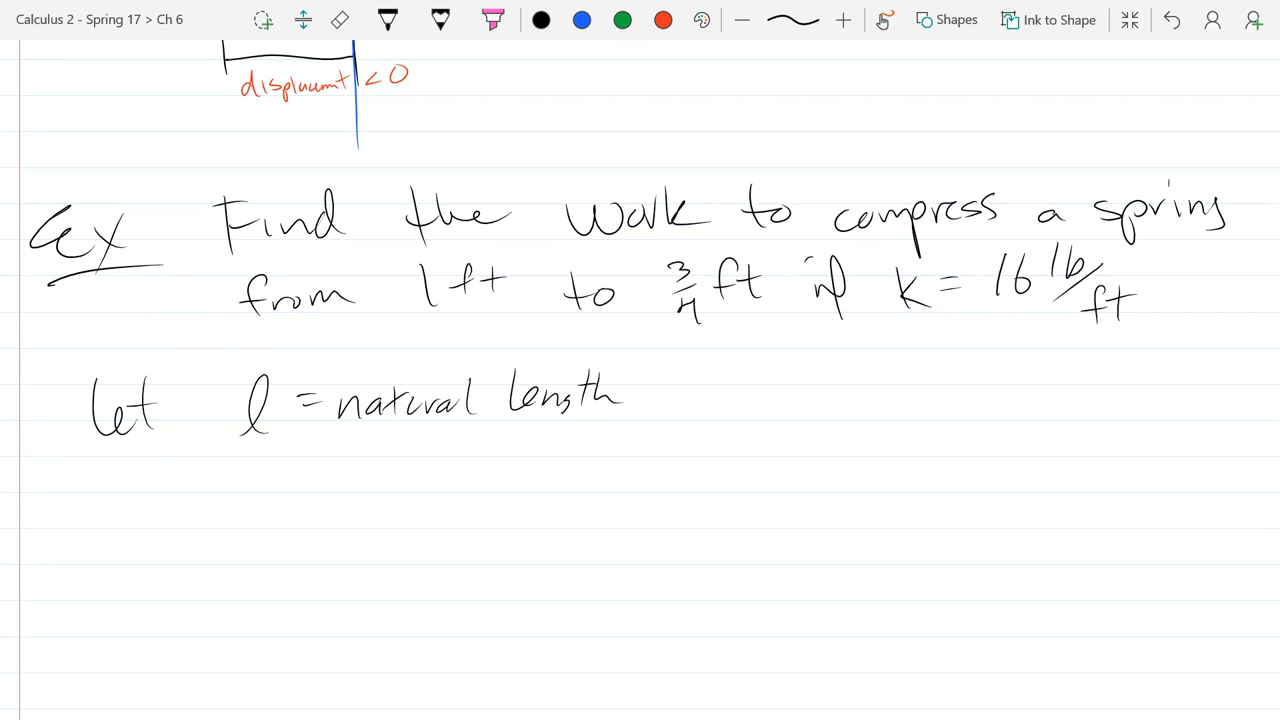 Calculus 2 - Spring 17 > Ch 6
Shapes
Ink to Shape
displacemt < 0
Ex Find the work to compress a spring
from 1 ft to 3/4 ft if k = 16 lb/ft
Let l = natural length